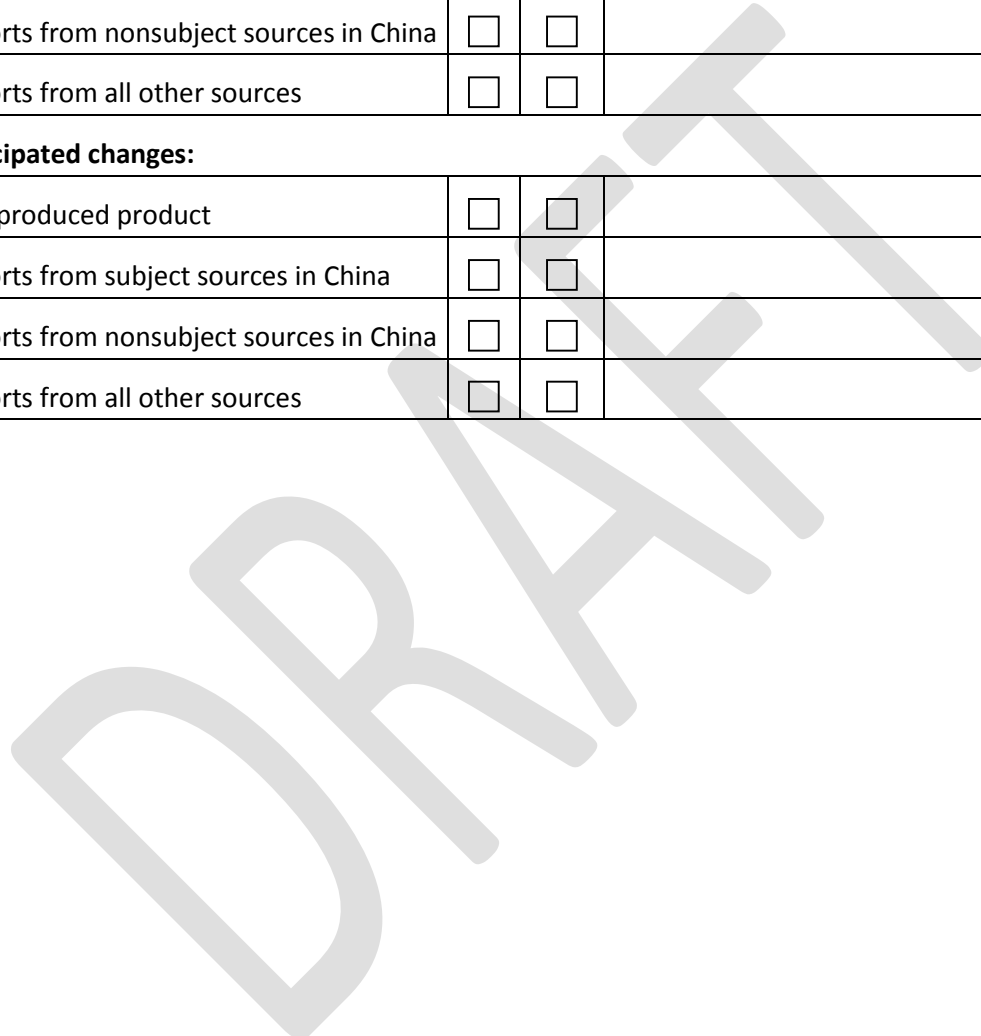 rts from nonsubject sources in China
rts from all other sources
cipated changes:
produced product
rts from subject sources in China
rts from nonsubject sources in China
rts from all other sources
DRAFT